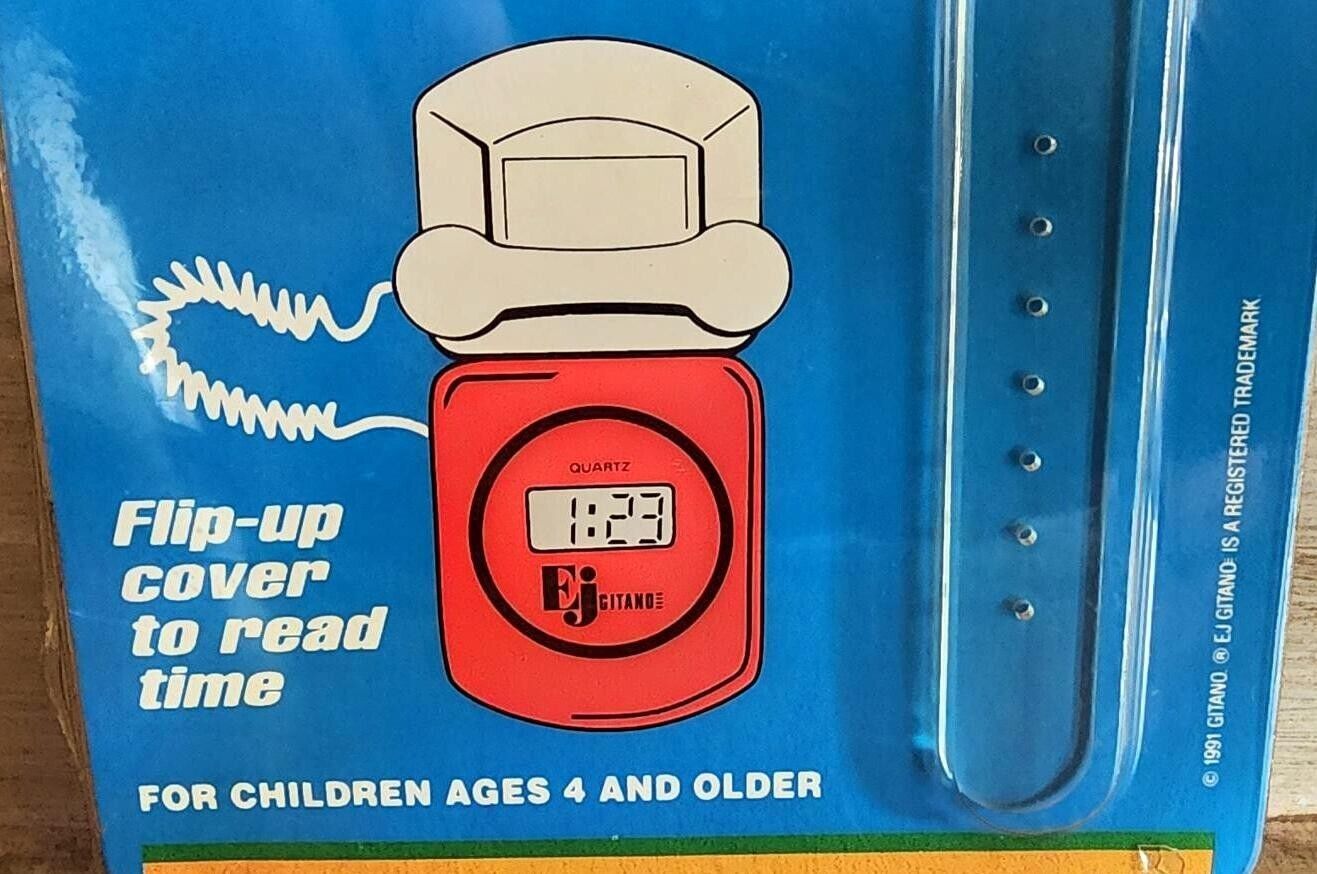 QUARTZ
1:23
Ej GITANO
Flip-up
cover
to read
time
FOR CHILDREN AGES 4 AND OLDER
© 1991 GITANO. ® EJ GITANO IS A REGISTERED TRADEMARK